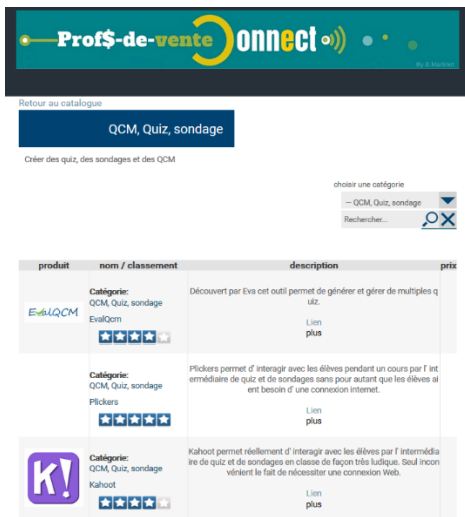 Prof$-de-vente Connect
By E.Martinet
Retour au catalogue
QCM, Quiz, sondage
Créer des quiz, des sondages et des QCM
choisir une catégorie
-- QCM, Quiz, sondage
Rechercher...
produit nom / classement description prix
EvalQCM
Catégorie:
QCM, Quiz, sondage
EvalQcm
Découvert par Eva cet outil permet de générer et gérer de multiples q
uiz.
Lien
plus
Catégorie:
QCM, Quiz, sondage
Plickers
Plickers permet d' interagir avec les élèves pendant un cours par l' int
ermédiaire de quiz et de sondages sans pour autant que les élèves ai
ent besoin d' une connexion internet.
Lien
plus
K!
Catégorie:
QCM, Quiz, sondage
Kahoot
Kahoot permet réellement d' interagir avec les élèves par l' intermédia
ire de quiz et de sondages en classe de façon très ludique. Seul incon
vénient le fait de nécessiter une connexion Web.
Lien
plus